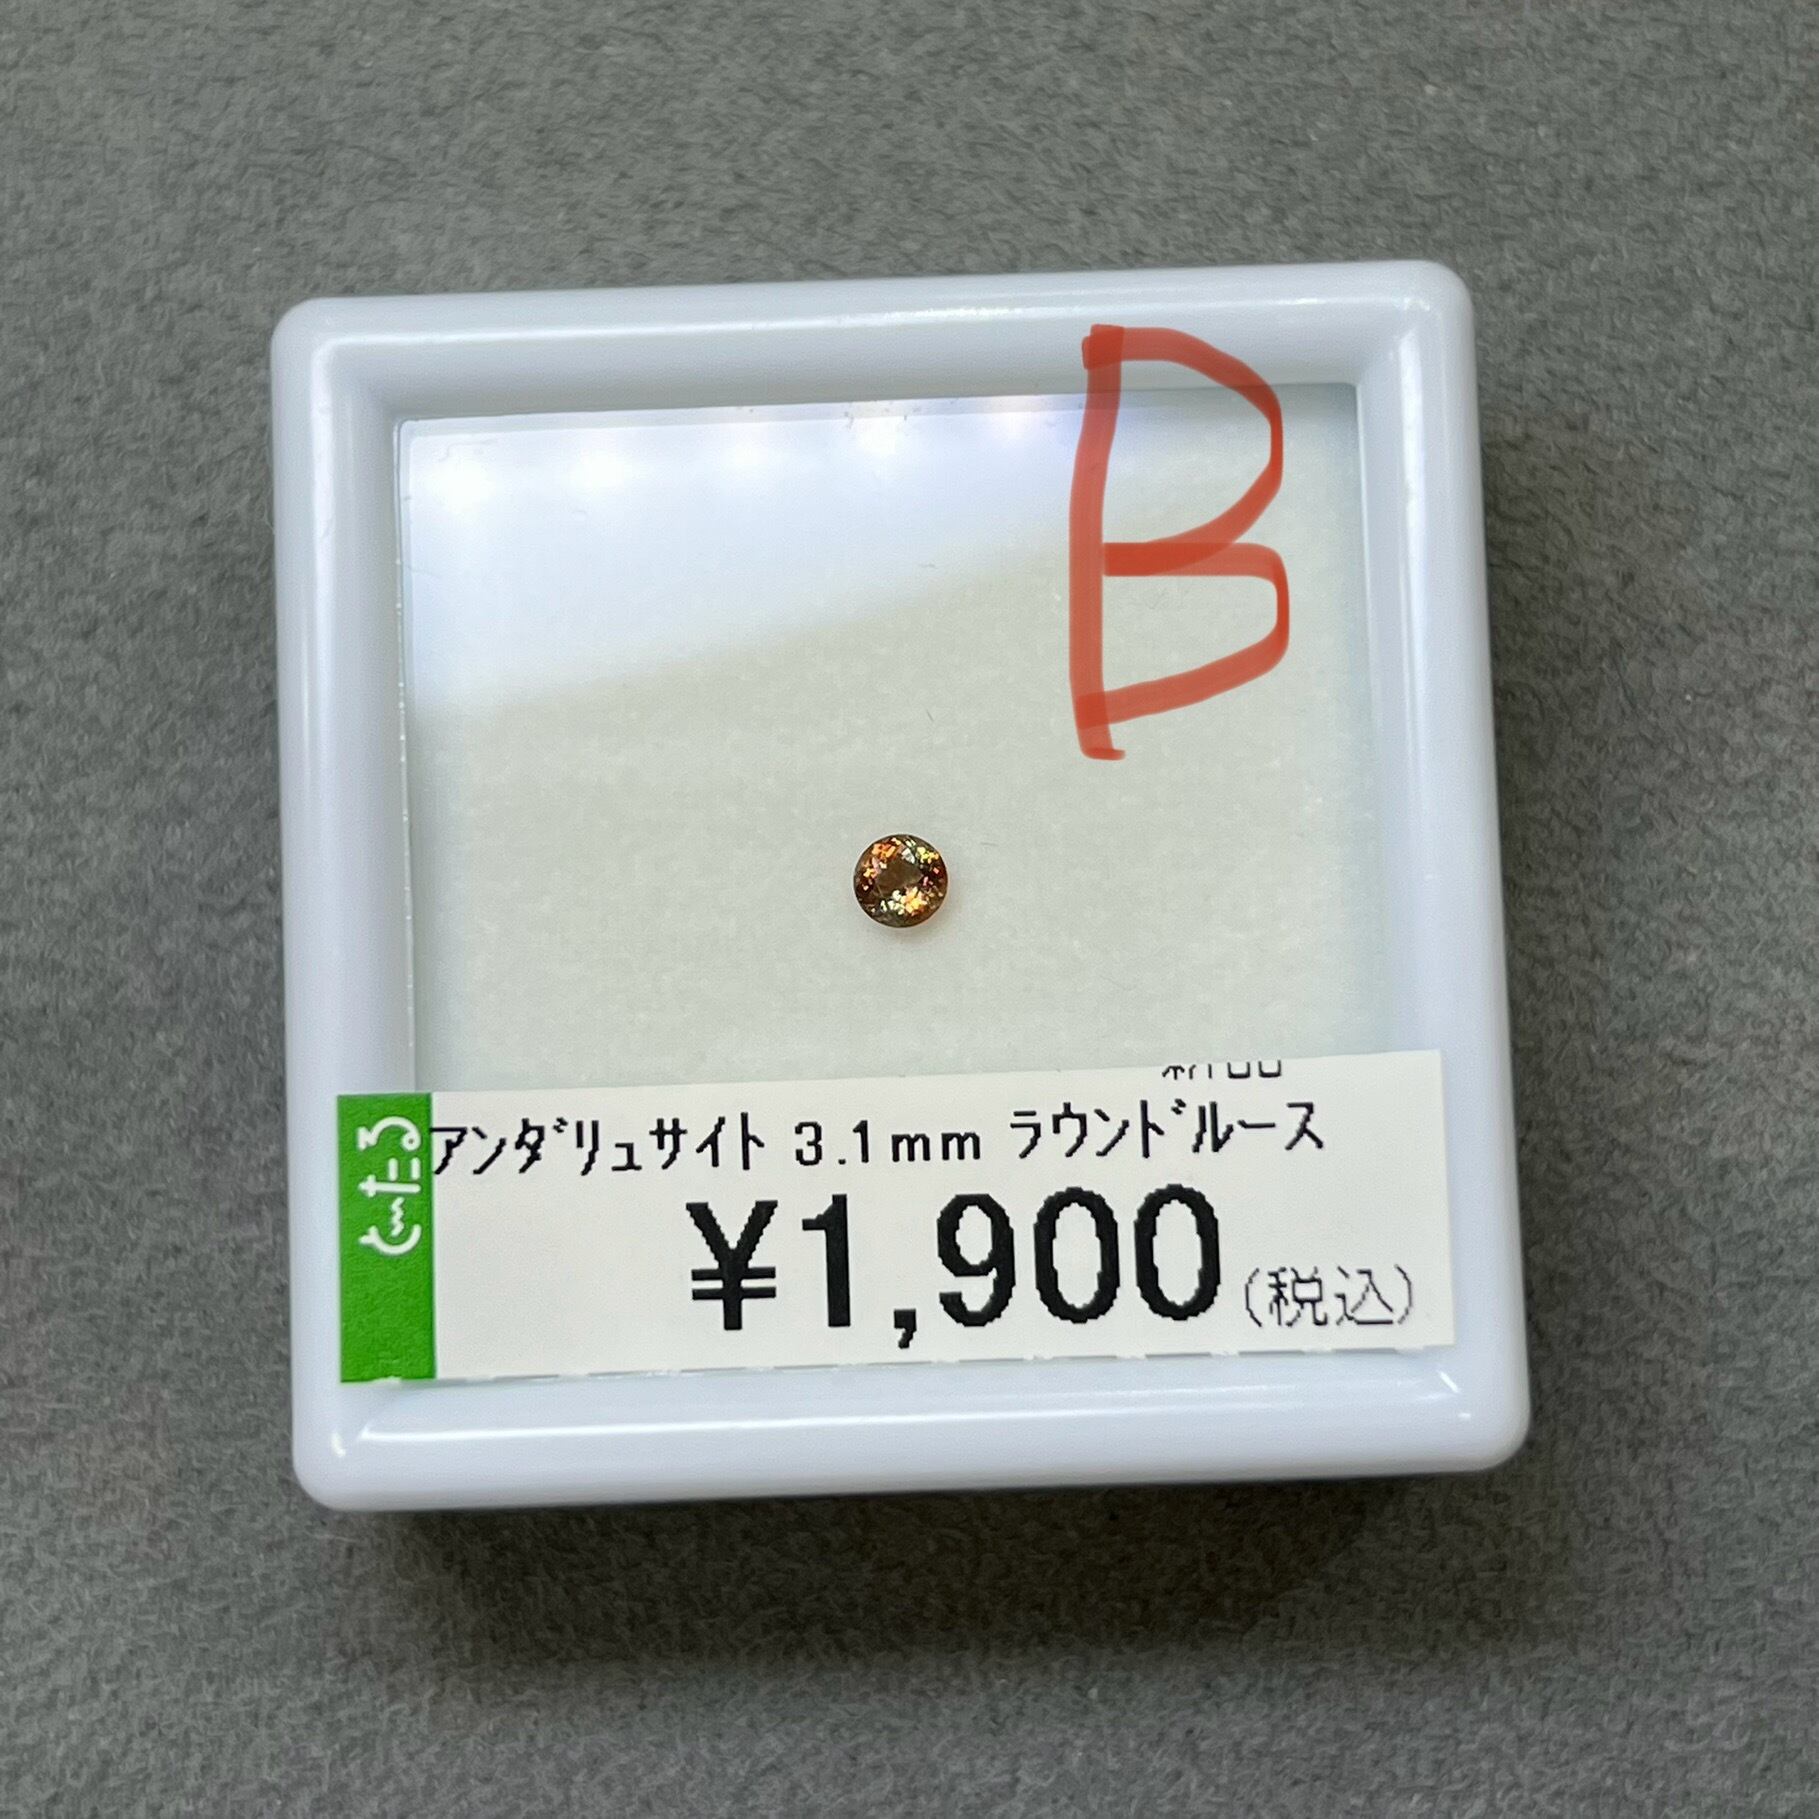 B
アンダリュサイト 3.1mm ラウンドルース
¥1,900(税込)